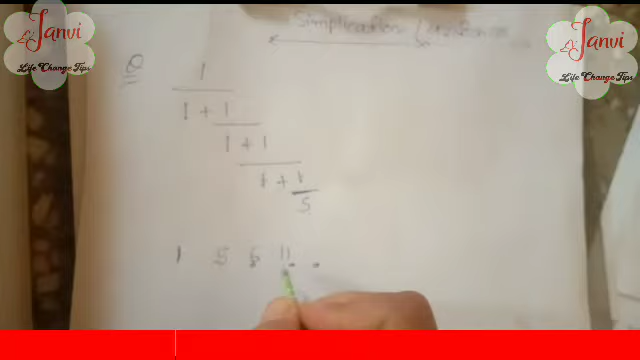 Janvi
Life Change Tips
Janvi
Life Change Tips
Simplication
Q
1
1 + 1
1 + 1
1 + 1
5
1 5 6 11 . .